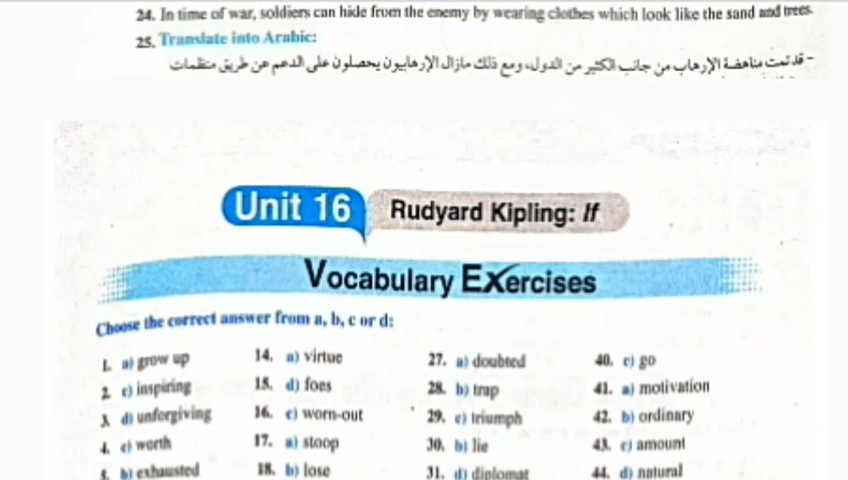 24. In time of war, soldiers can hide from the enemy by wearing clothes which look like the sand and trees.
25. Translate into Arabic:
- قد تمت مناهضة الإرهاب من جانب الكثير من الدول، ومع ذلك مازال الإرهابيون يحصلون على الدعم عن طريق منظمات
Unit 16 Rudyard Kipling: If
Vocabulary Exercises
Choose the correct answer from a, b, c or d:
1. a) grow up
2. c) inspiring
3. d) unforgiving
4. c) worth
5. b) exhausted
14. a) virtue
15. d) foes
16. c) worn-out
17. a) stoop
18. b) lose
27. a) doubted
28. b) trap
29. c) triumph
30. b) lie
31. d) diplomat
40. c) go
41. a) motivation
42. b) ordinary
43. c) amount
44. d) natural